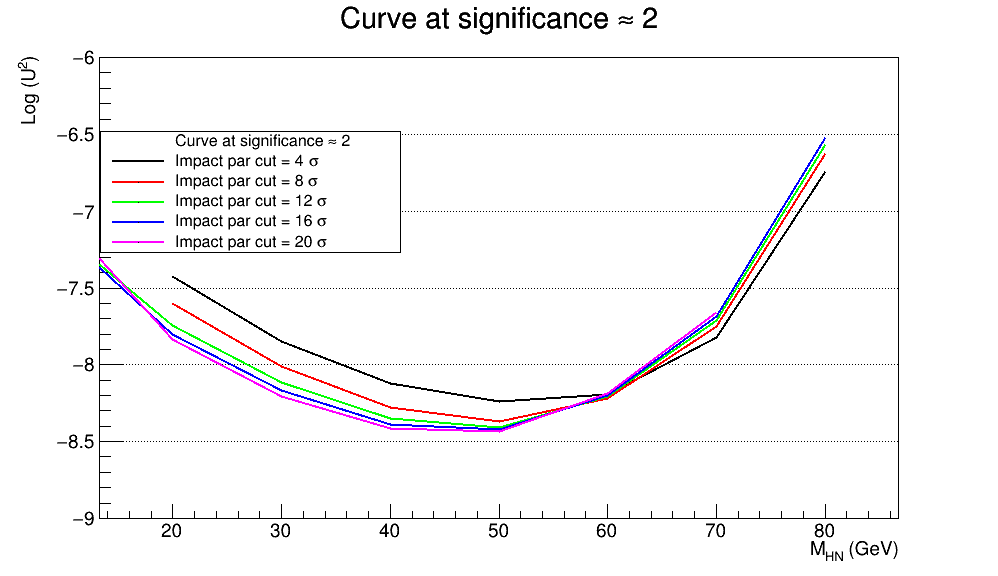 Curve at significance ≈ 2
Log (U²)
−6
−6.5
−7
−7.5
−8
−8.5
−9
Curve at significance ≈ 2
Impact par cut = 4 σ
Impact par cut = 8 σ
Impact par cut = 12 σ
Impact par cut = 16 σ
Impact par cut = 20 σ
20 30 40 50 60 70 80
M_HN (GeV)